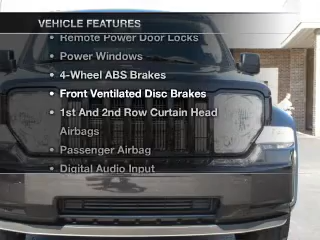 VEHICLE FEATURES
• Remote Power Door Locks
• Power Windows
• 4-Wheel ABS Brakes
• Front Ventilated Disc Brakes
• 1st And 2nd Row Curtain Head
Airbags
• Passenger Airbag
• Digital Audio Input